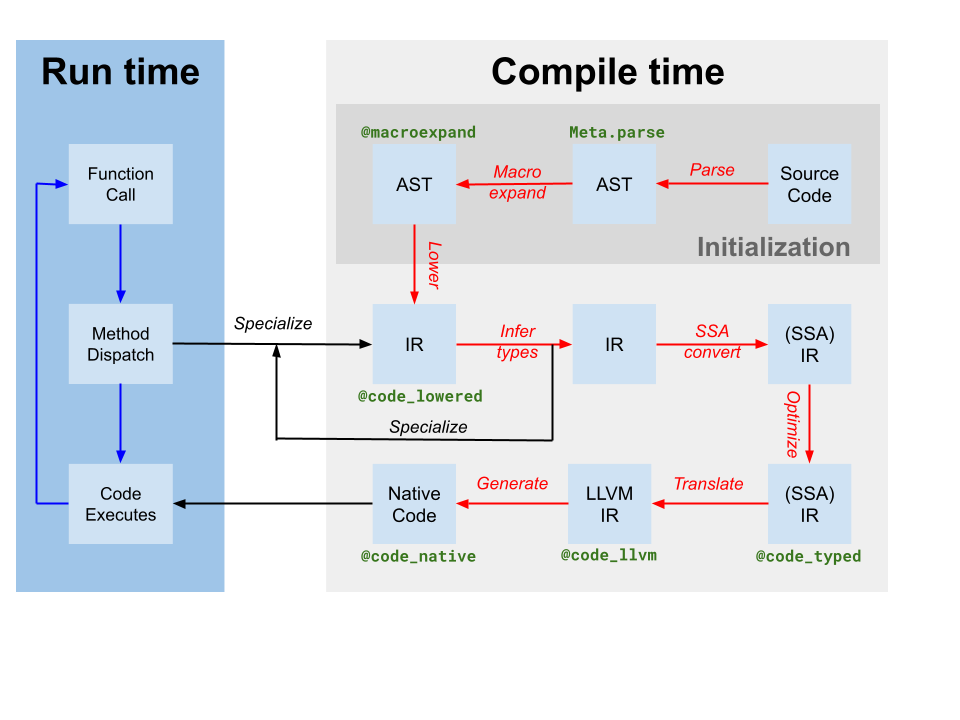 Run time
Compile time
@macroexpand
Meta.parse
Function
Call
AST
Macro
expand
AST
Parse
Source
Code
Initialization
Lower
Method
Dispatch
Specialize
IR
Infer
types
IR
SSA
convert
(SSA)
IR
@code_lowered
Specialize
Optimize
Code
Executes
Native
Code
Generate
LLVM
IR
Translate
(SSA)
IR
@code_native
@code_llvm
@code_typed